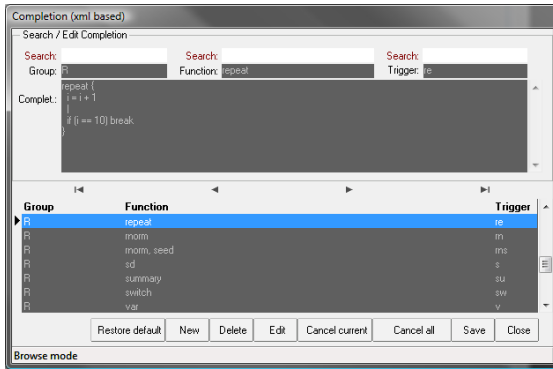 Completion (xml based)
Search / Edit Completion
Search: Search: Search:
Group: R Function: repeat Trigger: re
Complet.: repeat {
i = i + 1
|
if (i == 10) break
}
Group Function Trigger
R repeat re
R rnorm rn
R rnorm, seed rns
R sd s
R summary su
R switch sw
R var v
Restore default New Delete Edit Cancel current Cancel all Save Close
Browse mode